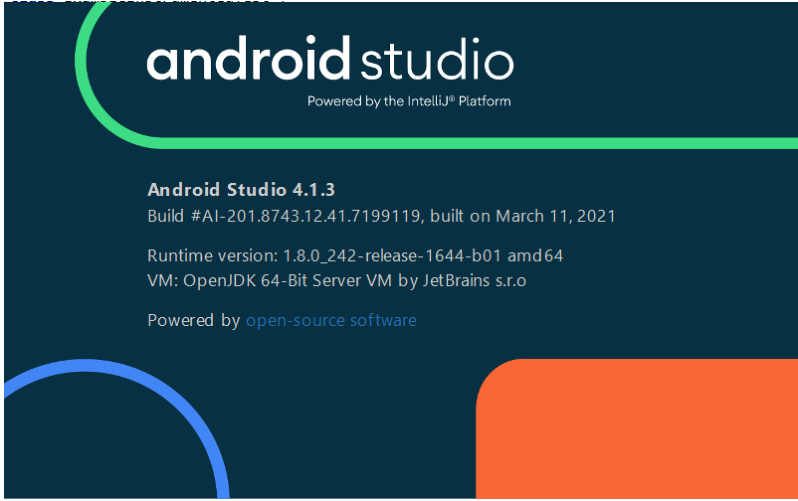 android studio
Powered by the IntelliJ® Platform
Android Studio 4.1.3
Build #AI-201.8743.12.41.7199119, built on March 11, 2021
Runtime version: 1.8.0_242-release-1644-b01 amd64
VM: OpenJDK 64-Bit Server VM by JetBrains s.r.o
Powered by open-source software